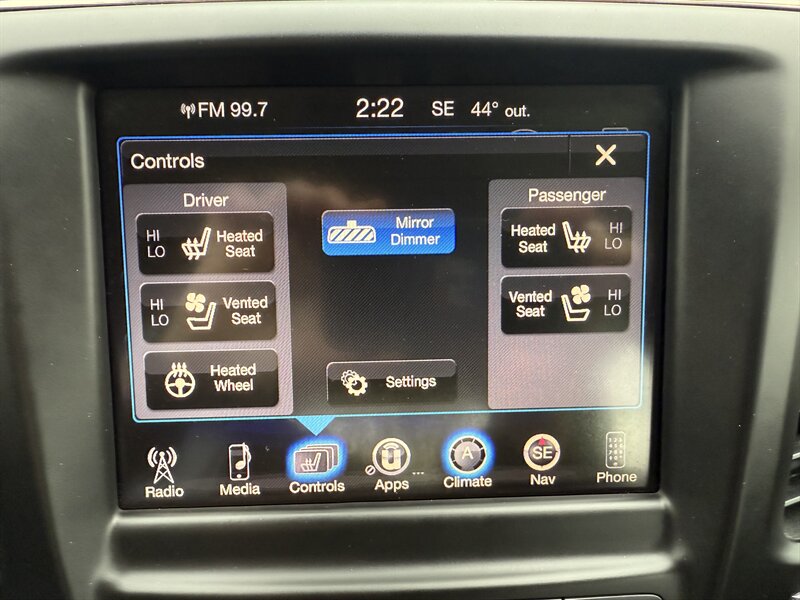 FM 99.7 2:22 SE 44° out.
Controls
Driver
HI
LO
Heated
Seat
HI
LO
Vented
Seat
Heated
Wheel
Mirror
Dimmer
Settings
Passenger
Heated
Seat
HI
LO
Vented
Seat
HI
LO
Radio
Media
Controls
Apps
A
Climate
SE
Nav
Phone